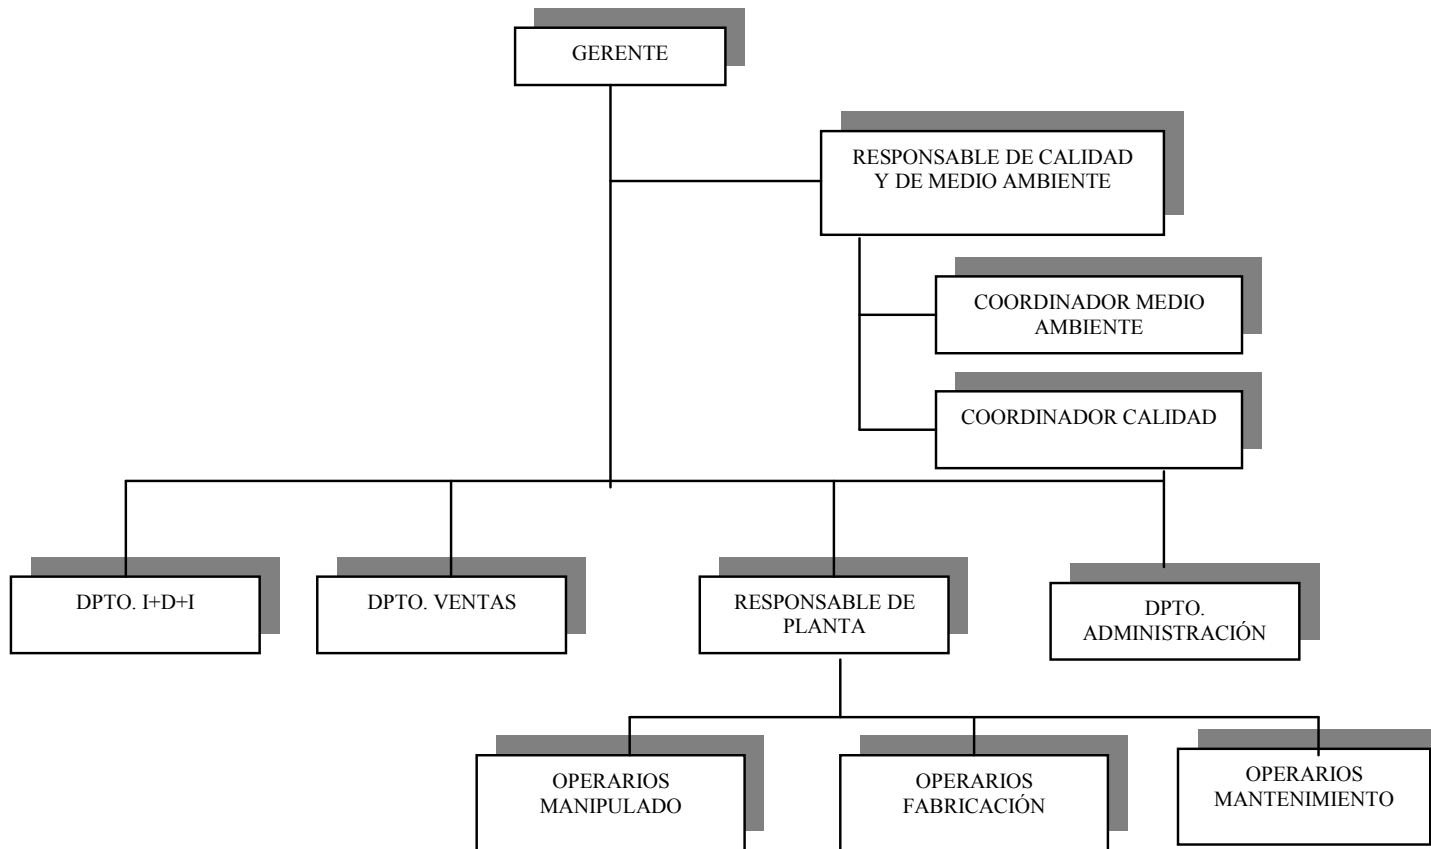 GERENTE
RESPONSABLE DE CALIDAD
Y DE MEDIO AMBIENTE
COORDINADOR MEDIO
AMBIENTE
COORDINADOR CALIDAD
DPTO. I+D+I
DPTO. VENTAS
RESPONSABLE DE
PLANTA
DPTO.
ADMINISTRACIÓN
OPERARIOS
MANIPULADO
OPERARIOS
FABRICACIÓN
OPERARIOS
MANTENIMIENTO